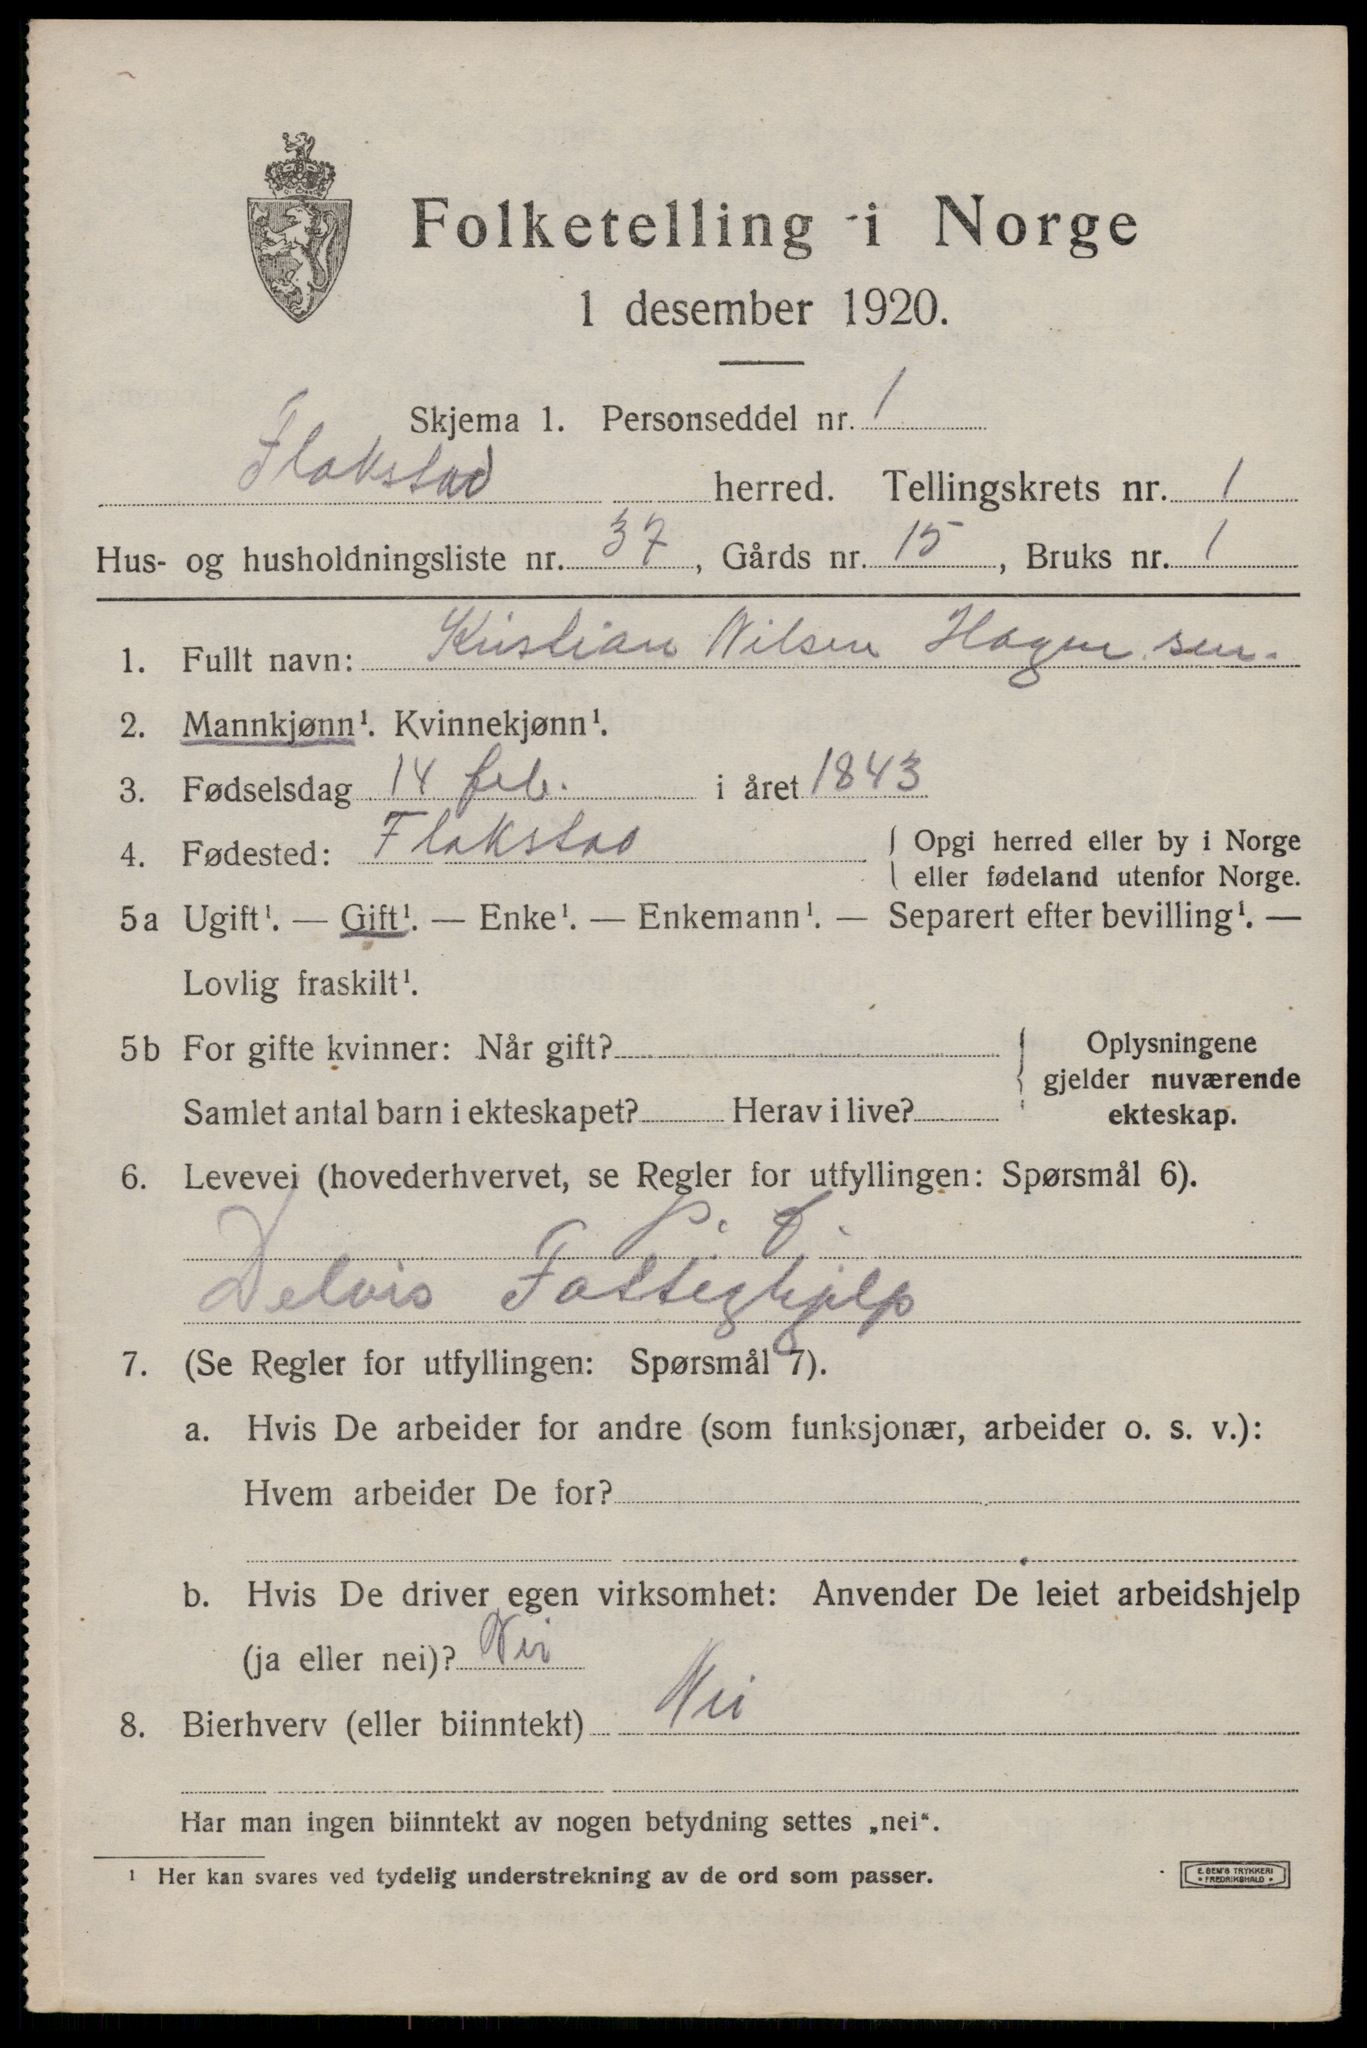 Folketelling i Norge
1 desember 1920.
Skjema 1. Personseddel nr. 1
Flakstad herred. Tellingskrets nr. 1
Hus- og husholdningsliste nr. 37, Gårds nr. 15, Bruks nr. 1
1. Fullt navn: Kristian Nilsen Hagensen.
2. Mannkjønn¹. Kvinnekjønn¹.
3. Fødselsdag 14 feb. i året 1843
4. Fødested: Flakstad { Opgi herred eller by i Norge
eller fødeland utenfor Norge.
5a Ugift¹. — Gift¹. — Enke¹. — Enkemann¹. — Separert efter bevilling¹. —
Lovlig fraskilt¹.
5b For gifte kvinner: Når gift? { Oplysningene
gjelder nuværende
Samlet antal barn i ekteskapet? Herav i live? ekteskap.
6. Levevei (hovederhvervet, se Regler for utfyllingen: Spørsmål 6).
Delvis Fattighjelp
7. (Se Regler for utfyllingen: Spørsmål 7).
a. Hvis De arbeider for andre (som funksjonær, arbeider o. s. v.):
Hvem arbeider De for?
b. Hvis De driver egen virksomhet: Anvender De leiet arbeidshjelp
(ja eller nei)? Nei
8. Bierhverv (eller biinntekt) Nei
Har man ingen biinntekt av nogen betydning settes „nei“.
¹ Her kan svares ved tydelig understrekning av de ord som passer.
E. SEM'S TRYKKERI
• FREDRIKSHALD •